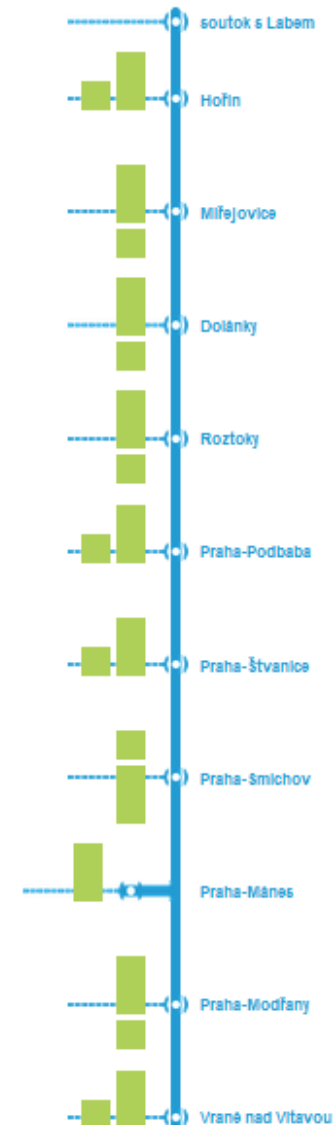 soutok s Labem
Hořín
Miřejovice
Dolánky
Roztoky
Praha-Podbaba
Praha-Štvanice
Praha-Smíchov
Praha-Mánes
Praha-Modřany
Vrané nad Vltavou